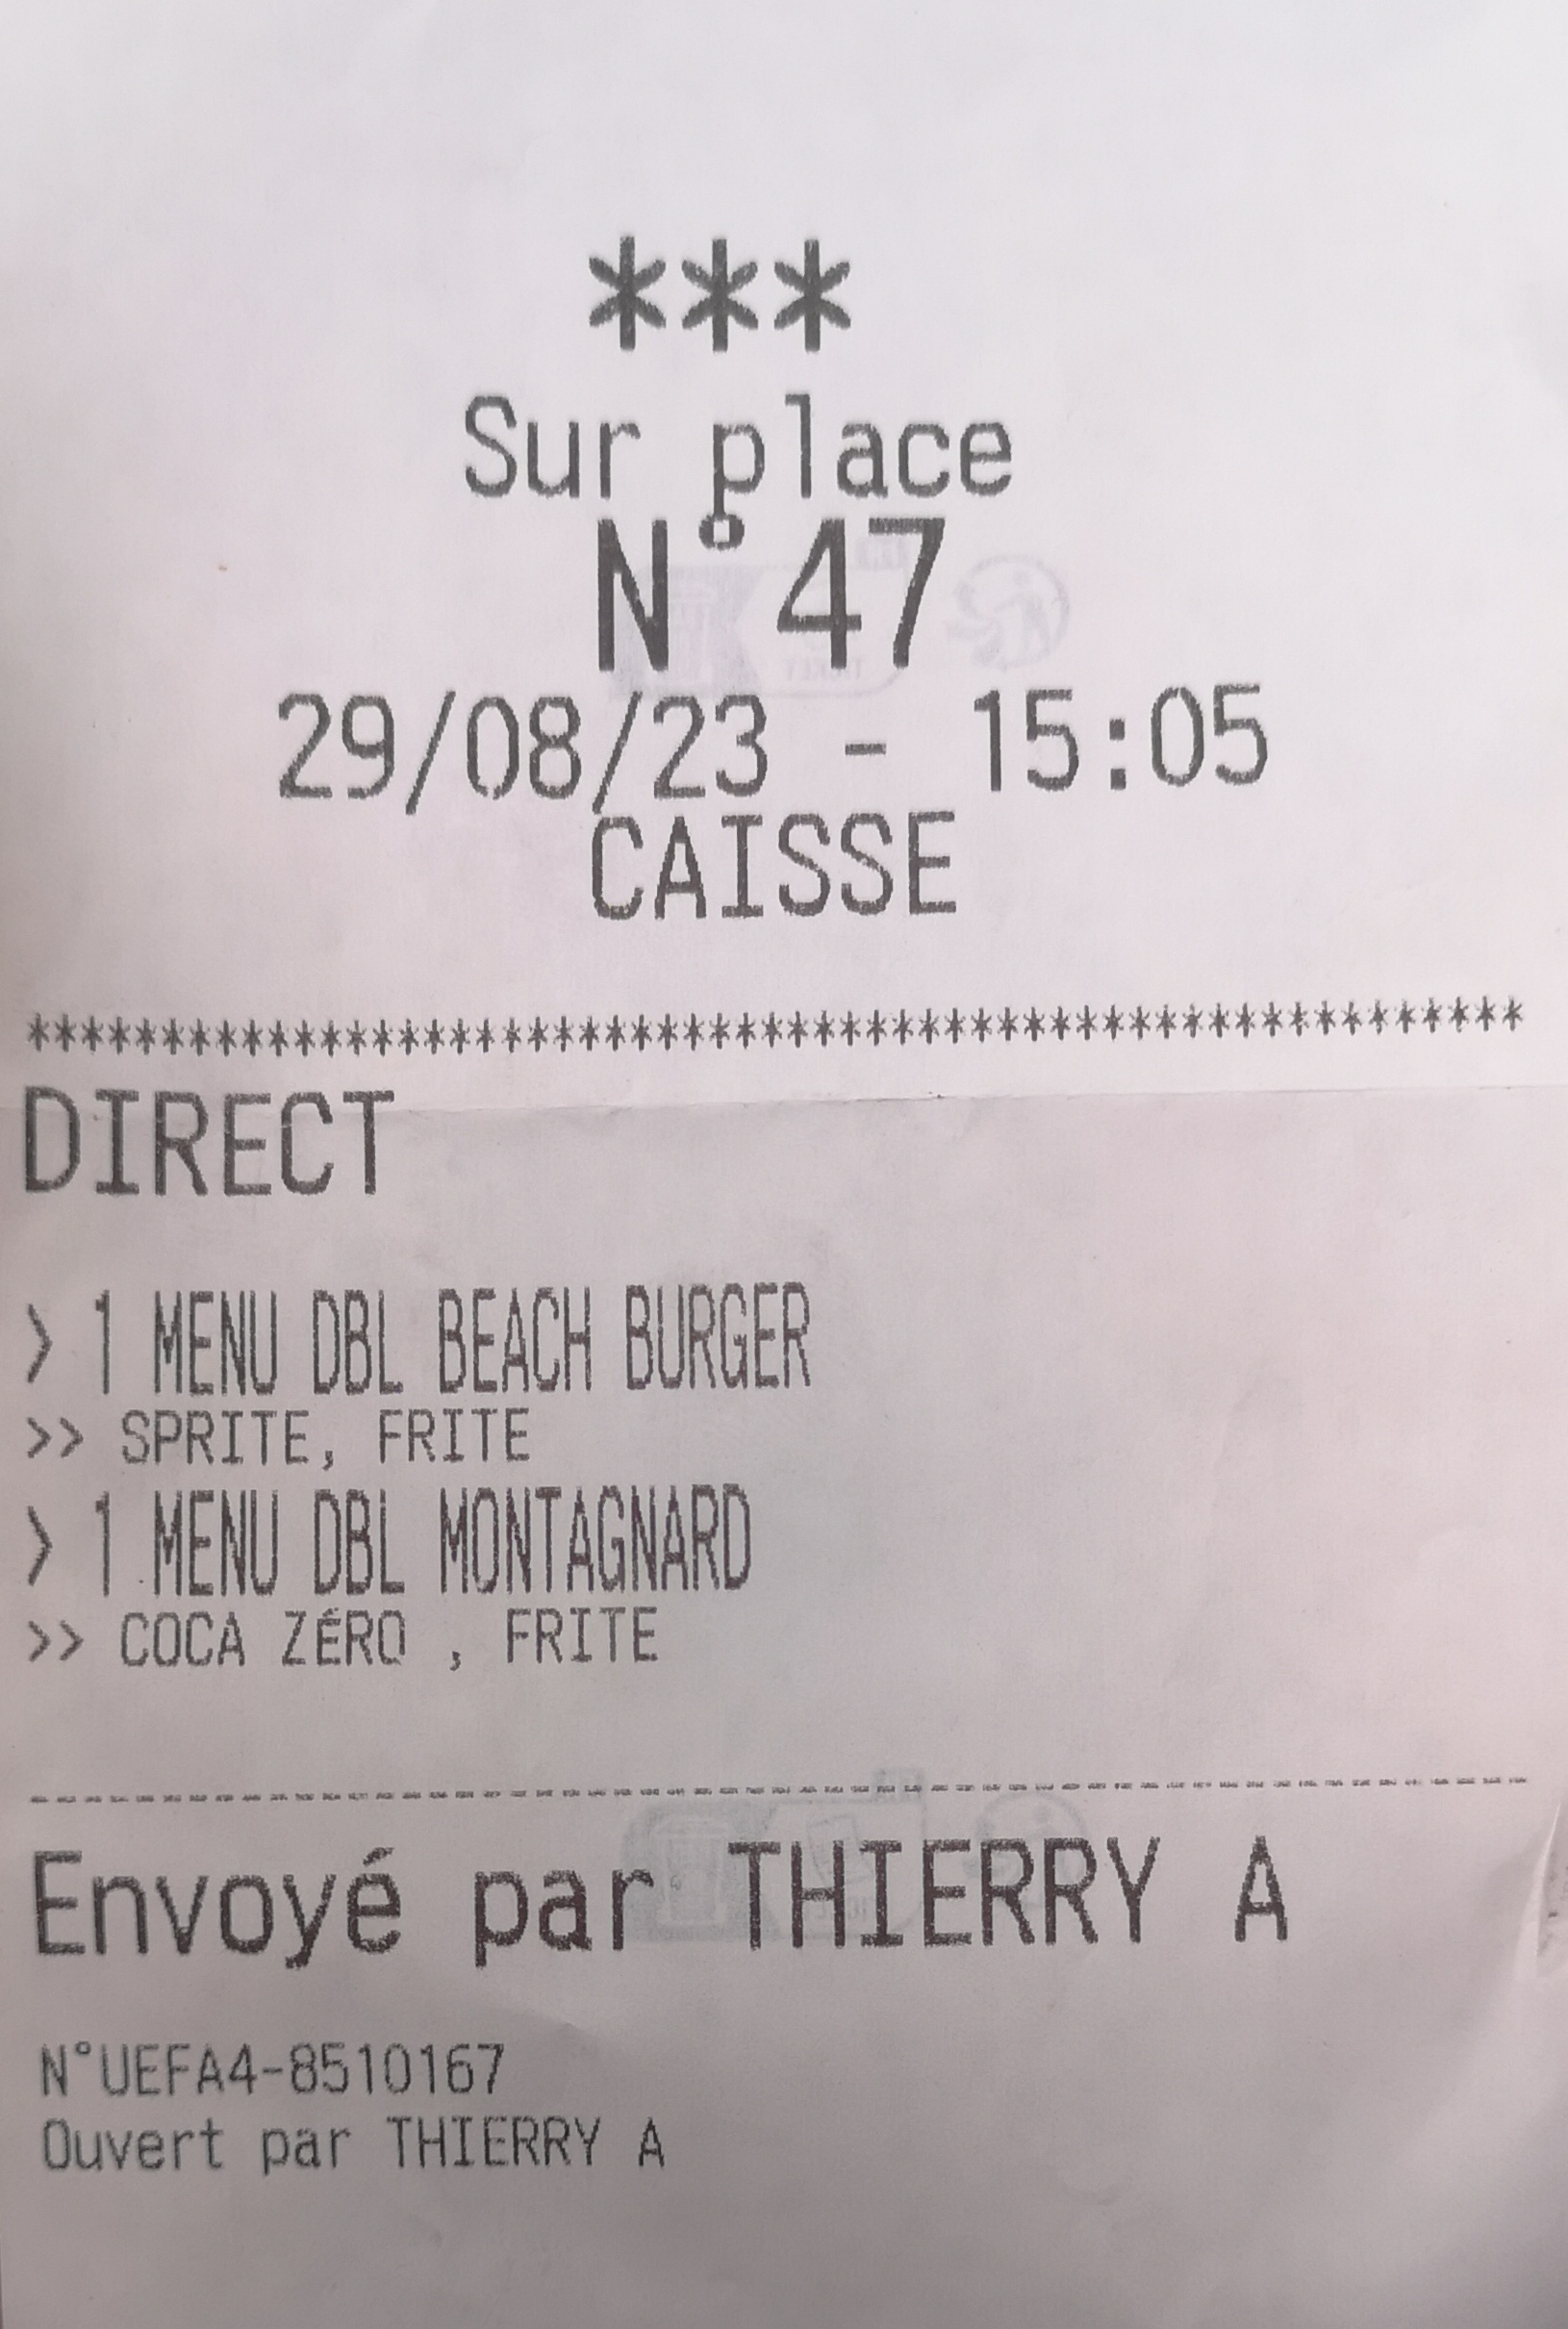 ***
Sur place
N°47
29/08/23 - 15:05
CAISSE
*********************************************************
DIRECT
> 1 MENU DBL BEACH BURGER
>> SPRITE, FRITE
> 1 MENU DBL MONTAGNARD
>> COCA ZÉRO , FRITE
---------------------------------------------------------
Envoyé par THIERRY A
N°UEFA4-8510167
Ouvert par THIERRY A